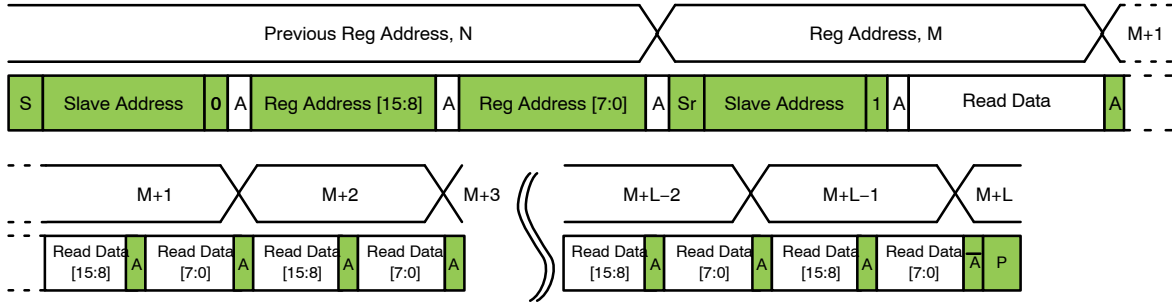 Previous Reg Address, N Reg Address, M M+1
S Slave Address 0 A Reg Address [15:8] A Reg Address [7:0] A Sr Slave Address 1 A Read Data A
M+1 M+2 M+3 M+L−2 M+L−1 M+L
Read Data [15:8] A Read Data [7:0] A Read Data [15:8] A Read Data [7:0] A Read Data [15:8] A Read Data [7:0] A Read Data [15:8] A Read Data [7:0] A̅ P